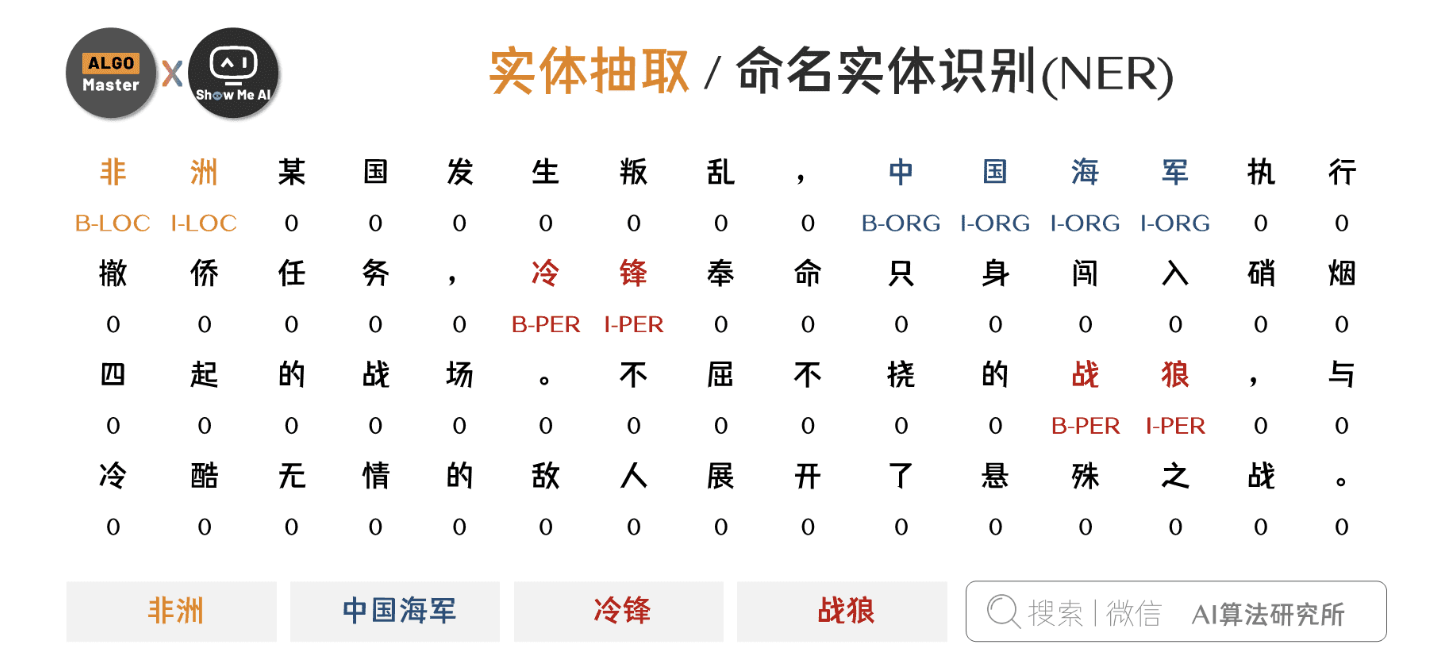 ALGO
Master
X
Show Me AI
实体抽取 / 命名实体识别(NER)
非 洲 某 国 发 生 叛 乱 , 中 国 海 军 执 行
B-LOC I-LOC 0 0 0 0 0 0 0 B-ORG I-ORG I-ORG I-ORG 0 0
撤 侨 任 务 , 冷 锋 奉 命 只 身 闯 入 硝 烟
0 0 0 0 0 B-PER I-PER 0 0 0 0 0 0 0 0
四 起 的 战 场 。 不 屈 不 挠 的 战 狼 , 与
0 0 0 0 0 0 0 0 0 0 0 B-PER I-PER 0 0
冷 酷 无 情 的 敌 人 展 开 了 悬 殊 之 战 。
0 0 0 0 0 0 0 0 0 0 0 0 0 0 0
非洲 中国海军 冷锋 战狼 搜索 | 微信 AI算法研究所